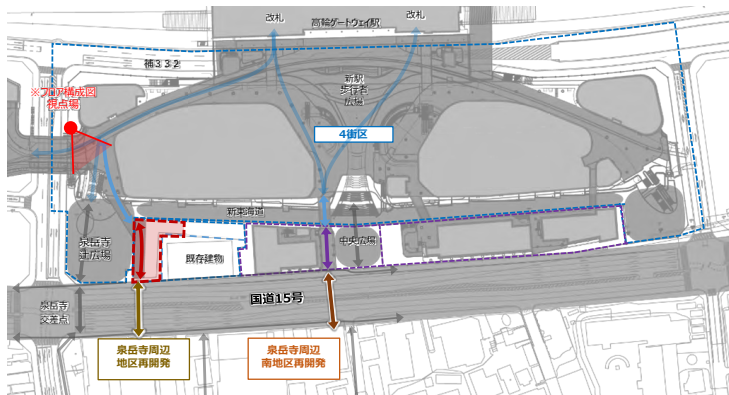 改札
高輪ゲートウェイ駅
改札
補332
新駅
歩行者
広場
※フロア構成図
視点場
4街区
新東海道
泉岳寺
土広場
既存建物
中央広場
国道15号
泉岳寺
交差点
泉岳寺周辺
地区再開発
泉岳寺周辺
南地区再開発